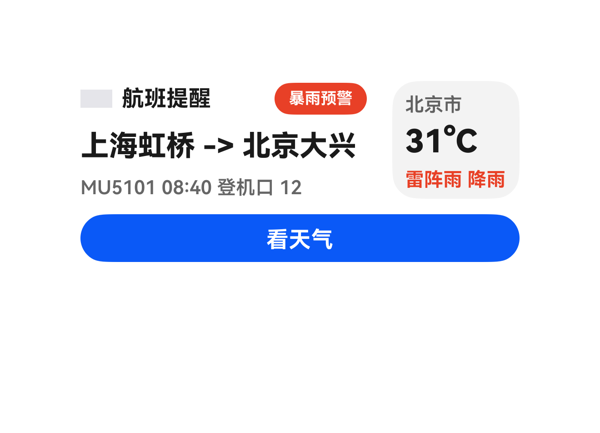 航班提醒
暴雨预警
上海虹桥 -> 北京大兴
MU5101 08:40 登机口 12
北京市
31°C
雷阵雨 降雨
看天气